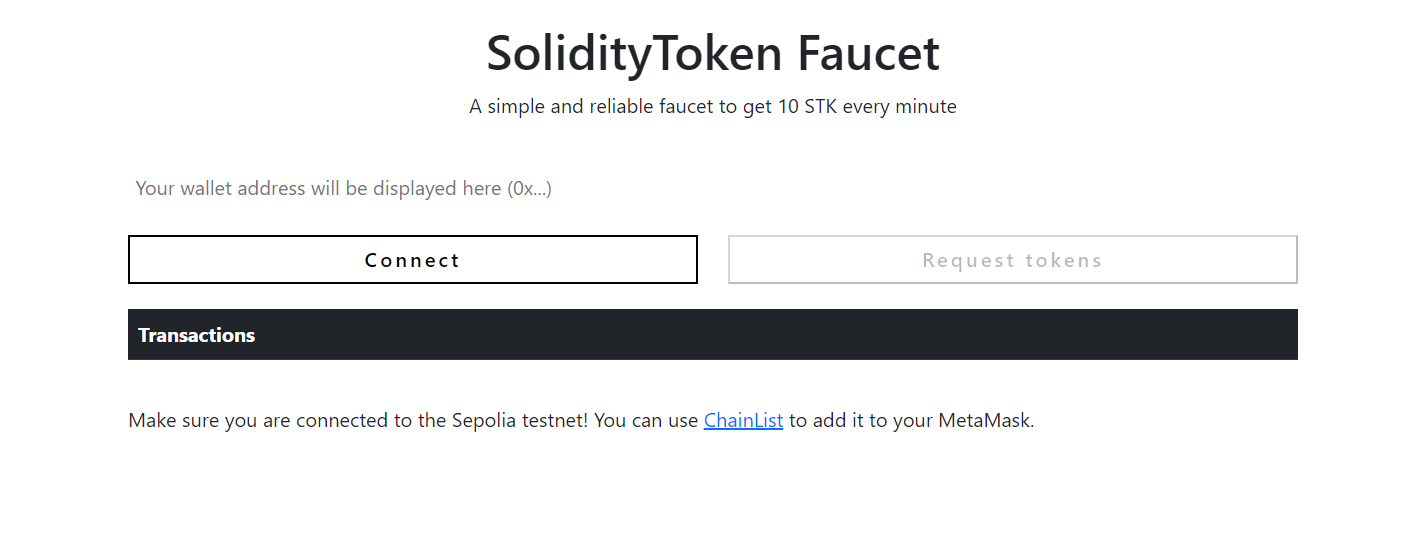 SolidityToken Faucet
A simple and reliable faucet to get 10 STK every minute
Your wallet address will be displayed here (0x...)
Connect
Request tokens
Transactions
Make sure you are connected to the Sepolia testnet! You can use ChainList to add it to your MetaMask.